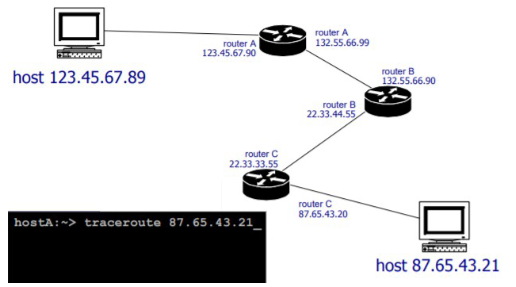 router A
132.55.66.99
router A
123.45.67.90
host 123.45.67.89
router B
132.55.66.90
router B
22.33.44.55
router C
22.33.33.55
router C
87.65.43.20
hostA:~> traceroute 87.65.43.21_
host 87.65.43.21